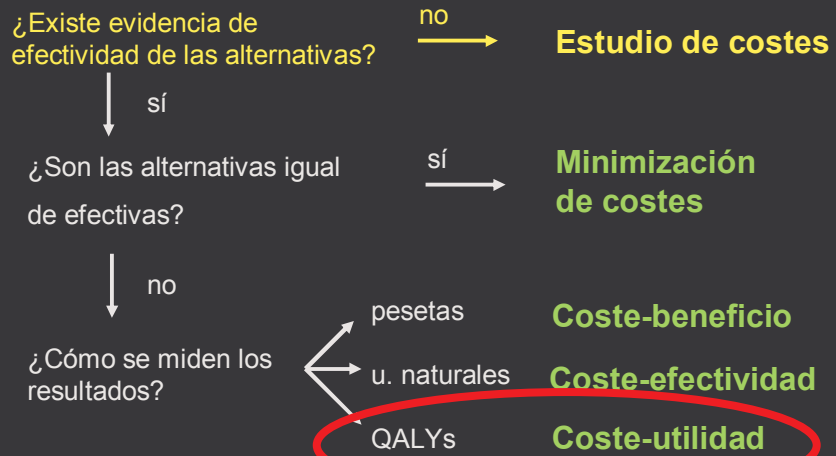 ¿Existe evidencia de
efectividad de las alternativas?
no
Estudio de costes
sí
¿Son las alternativas igual
de efectivas?
sí
Minimización
de costes
no
¿Cómo se miden los
resultados?
pesetas
Coste-beneficio
u. naturales
Coste-efectividad
QALYs
Coste-utilidad